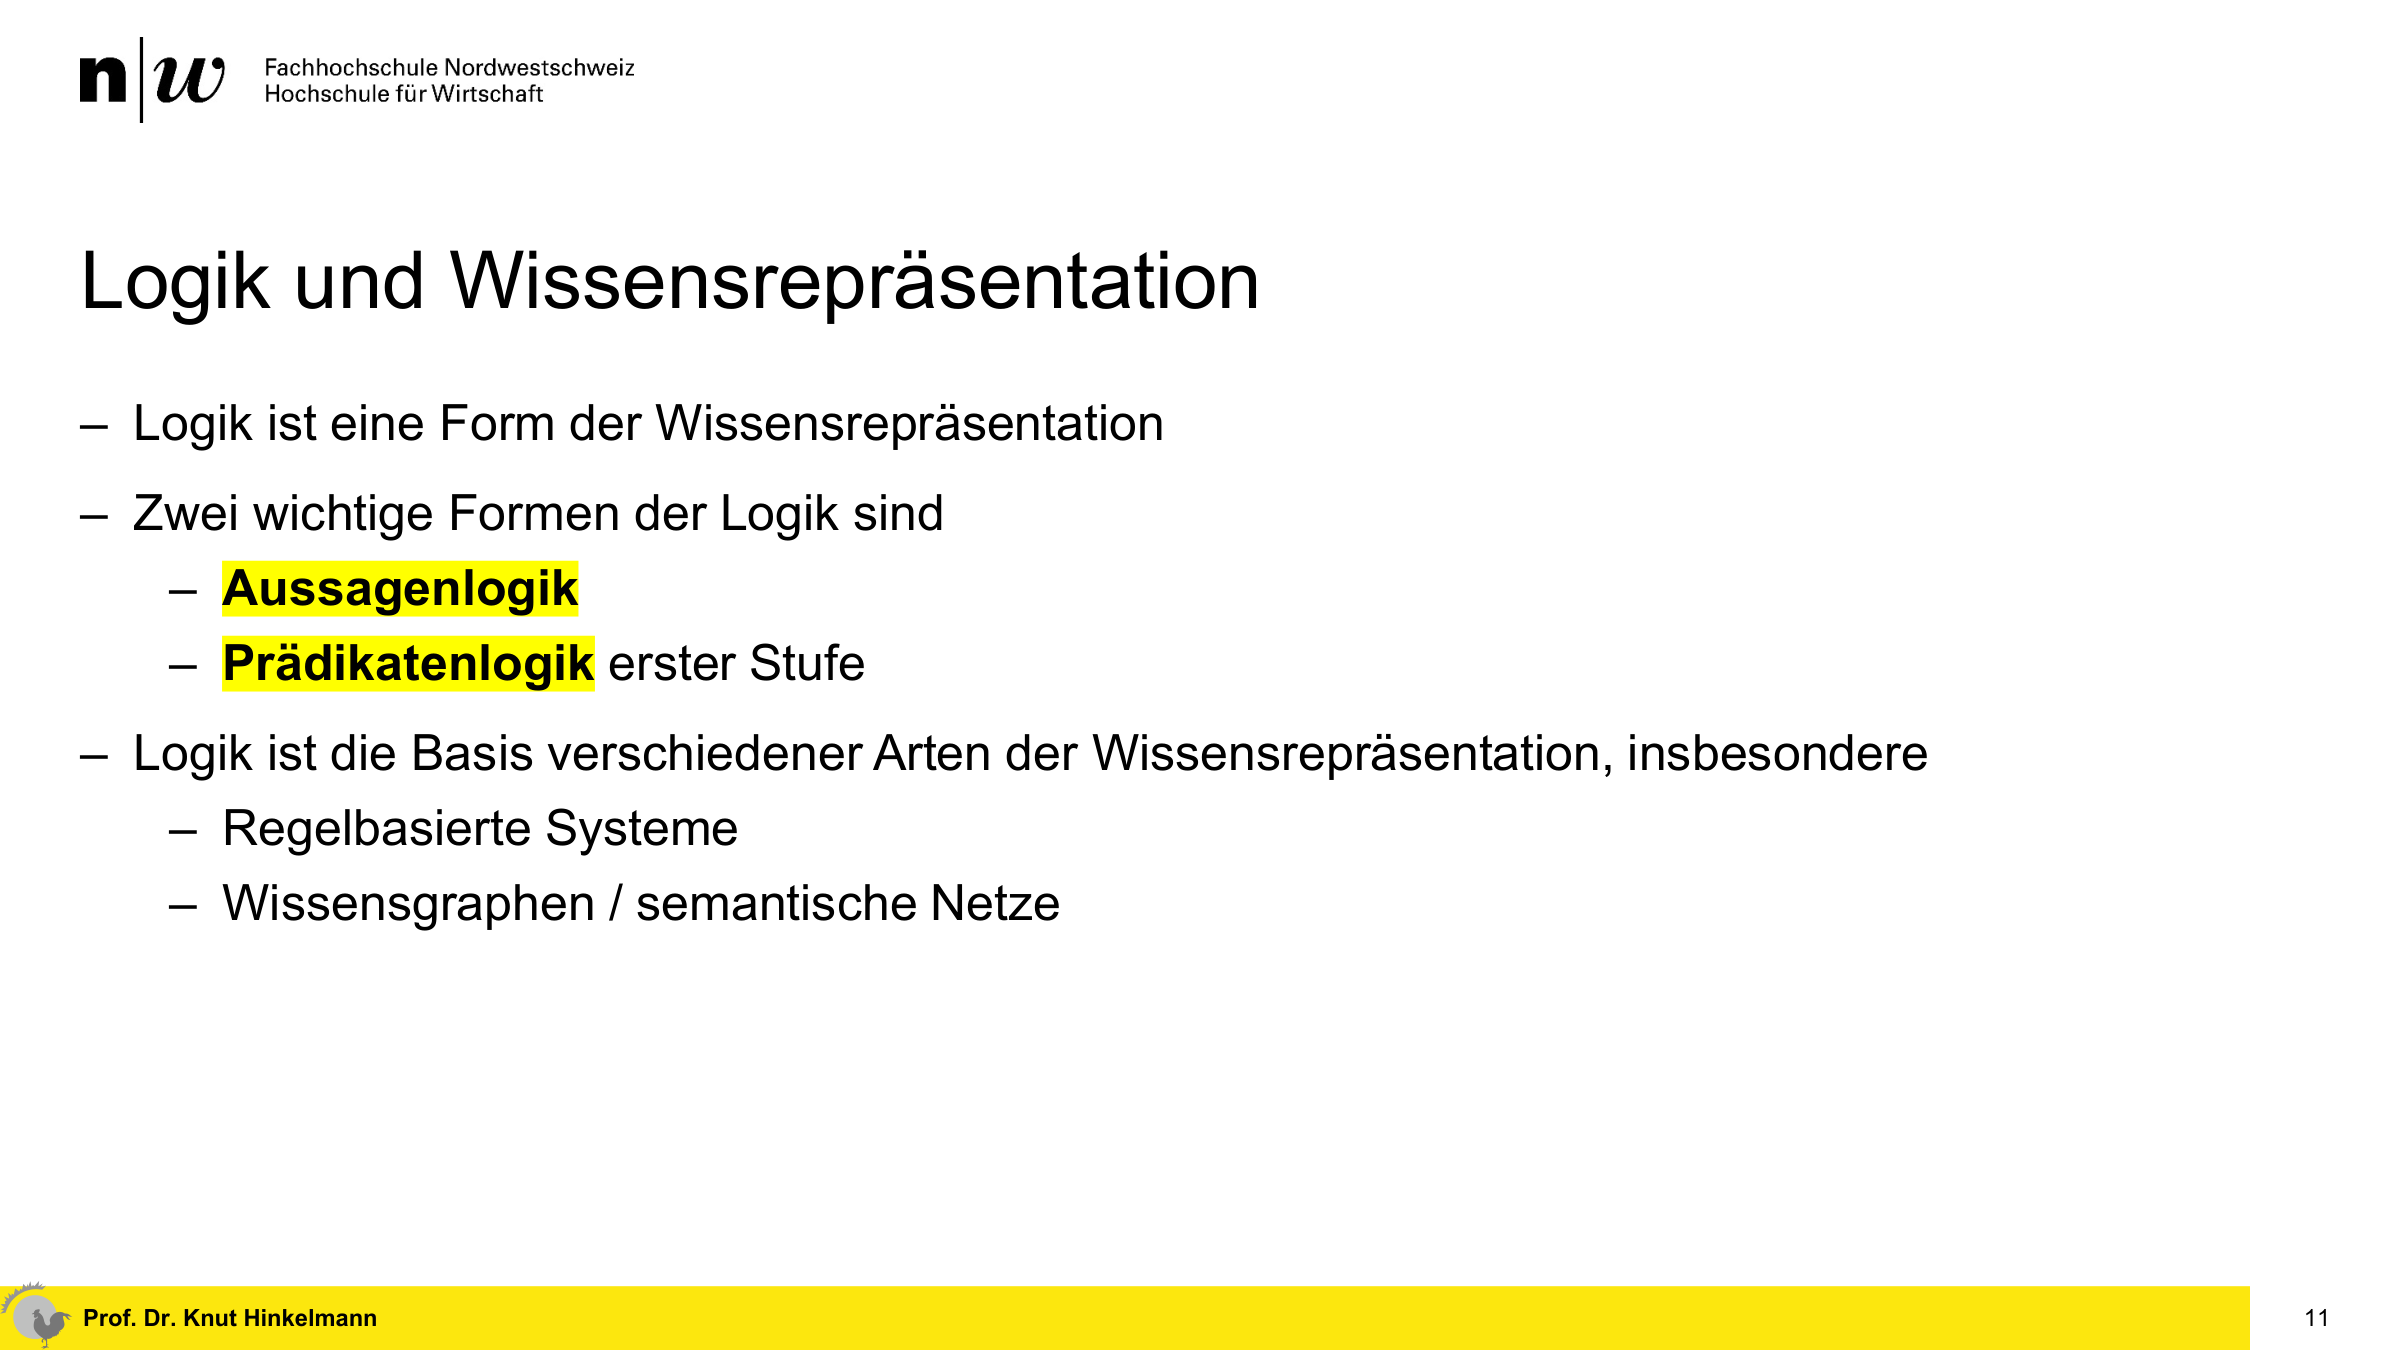 n|w Fachhochschule Nordwestschweiz
Hochschule für Wirtschaft
Logik und Wissensrepräsentation
– Logik ist eine Form der Wissensrepräsentation
– Zwei wichtige Formen der Logik sind
– Aussagenlogik
– Prädikatenlogik erster Stufe
– Logik ist die Basis verschiedener Arten der Wissensrepräsentation, insbesondere
– Regelbasierte Systeme
– Wissensgraphen / semantische Netze
Prof. Dr. Knut Hinkelmann
11